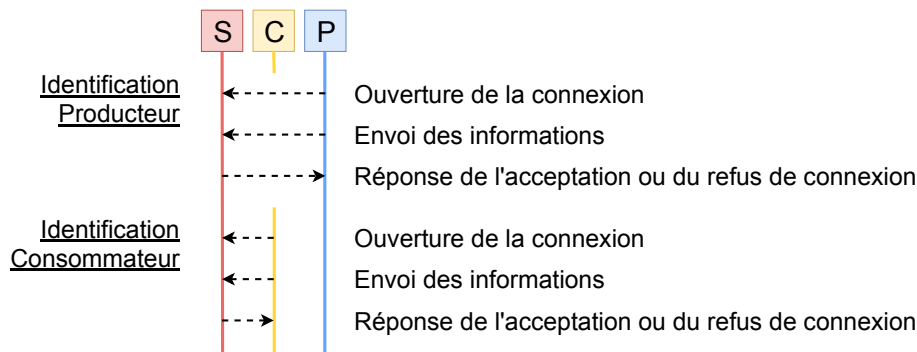 S C P
Identification
Producteur
Ouverture de la connexion
Envoi des informations
Réponse de l'acceptation ou du refus de connexion
Identification
Consommateur
Ouverture de la connexion
Envoi des informations
Réponse de l'acceptation ou du refus de connexion